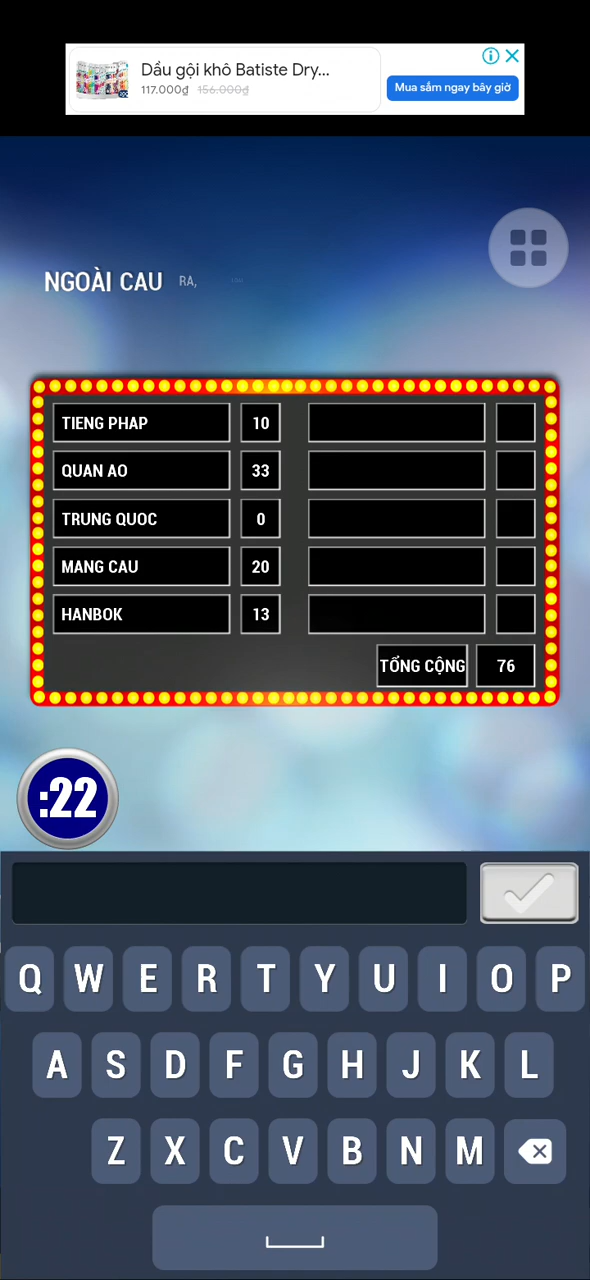 Dầu gội khô Batiste Dry...
117.000₫ 156.000₫
Mua sắm ngay bây giờ
NGOÀI CAU RA,
TIENG PHAP 10
QUAN AO 33
TRUNG QUOC 0
MANG CAU 20
HANBOK 13
TỔNG CỘNG 76
:22
Q W E R T Y U I O P
A S D F G H J K L
Z X C V B N M